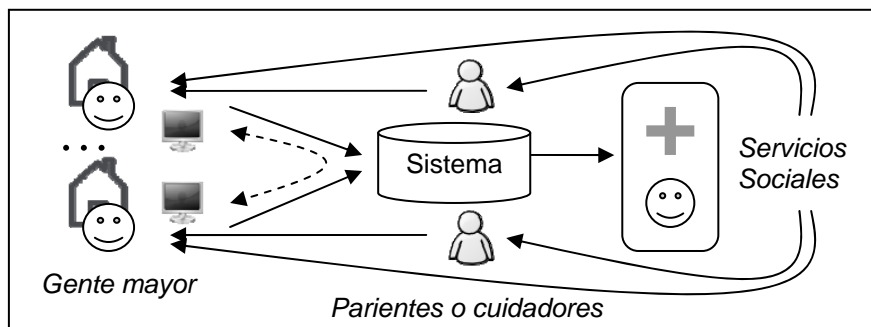 Sistema
Servicios
Sociales
. . .
Gente mayor
Parientes o cuidadores